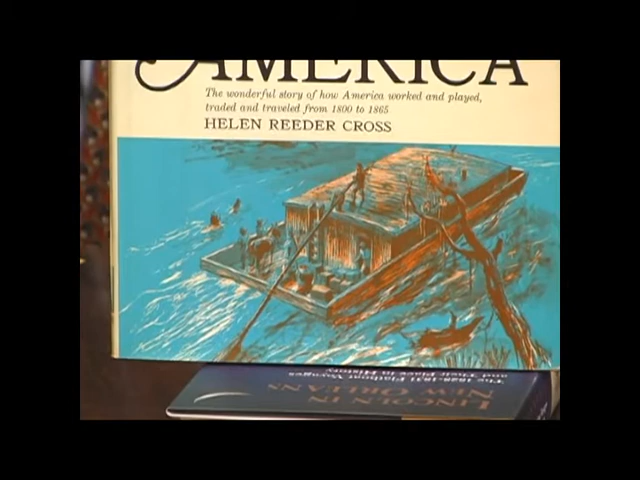 AMERICA
The wonderful story of how America worked and played,
traded and traveled from 1800 to 1865
HELEN REEDER CROSS
LINCOLN IN
NEW ORLEANS
The 1828-1831 Flatboat Voyages
and Their Place in History